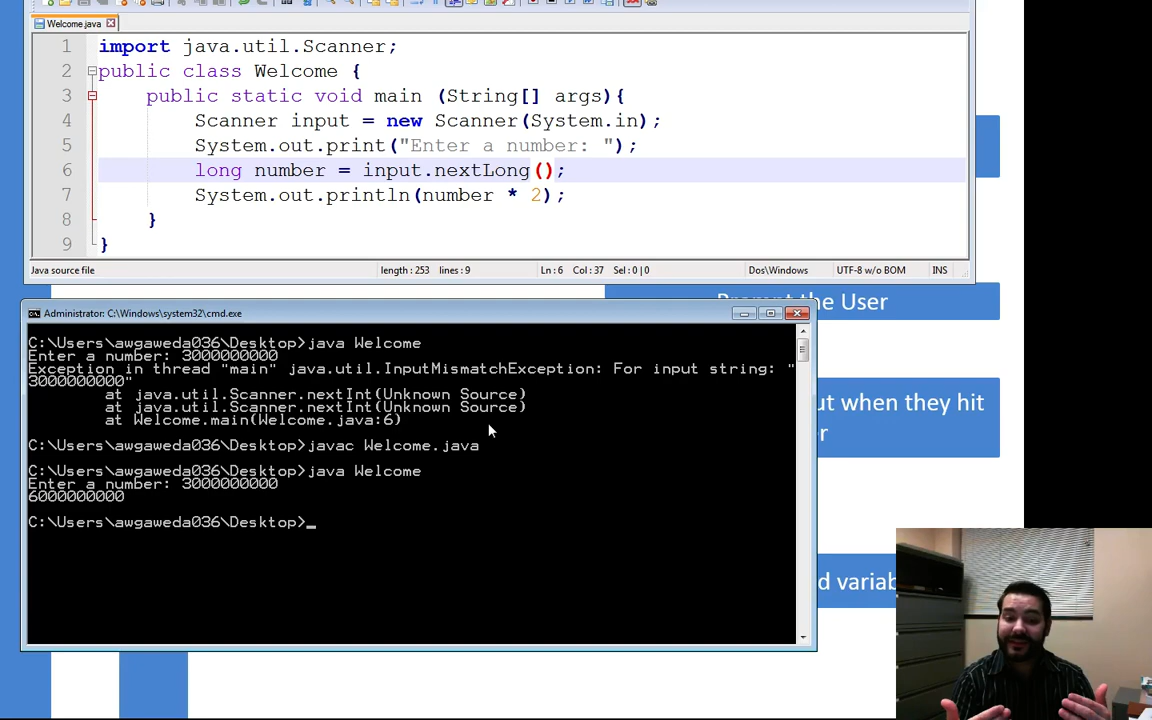 Welcome.java
1 import java.util.Scanner;
2 public class Welcome {
3 public static void main (String[] args){
4 Scanner input = new Scanner(System.in);
5 System.out.print("Enter a number: ");
6 long number = input.nextLong();
7 System.out.println(number * 2);
8 }
9 }
Java source file length : 253 lines : 9 Ln : 6 Col : 37 Sel : 0 | 0 Dos\Windows UTF-8 w/o BOM INS
Prompt the User
Administrator: C:\Windows\system32\cmd.exe
C:\Users\awgaweda036\Desktop>java Welcome
Enter a number: 3000000000
Exception in thread "main" java.util.InputMismatchException: For input string: "
3000000000"
at java.util.Scanner.nextInt(Unknown Source)
at java.util.Scanner.nextInt(Unknown Source)
at Welcome.main(Welcome.java:6)
C:\Users\awgaweda036\Desktop>javac Welcome.java
C:\Users\awgaweda036\Desktop>java Welcome
Enter a number: 3000000000
6000000000
C:\Users\awgaweda036\Desktop>_
ut when they hit
r
d variab